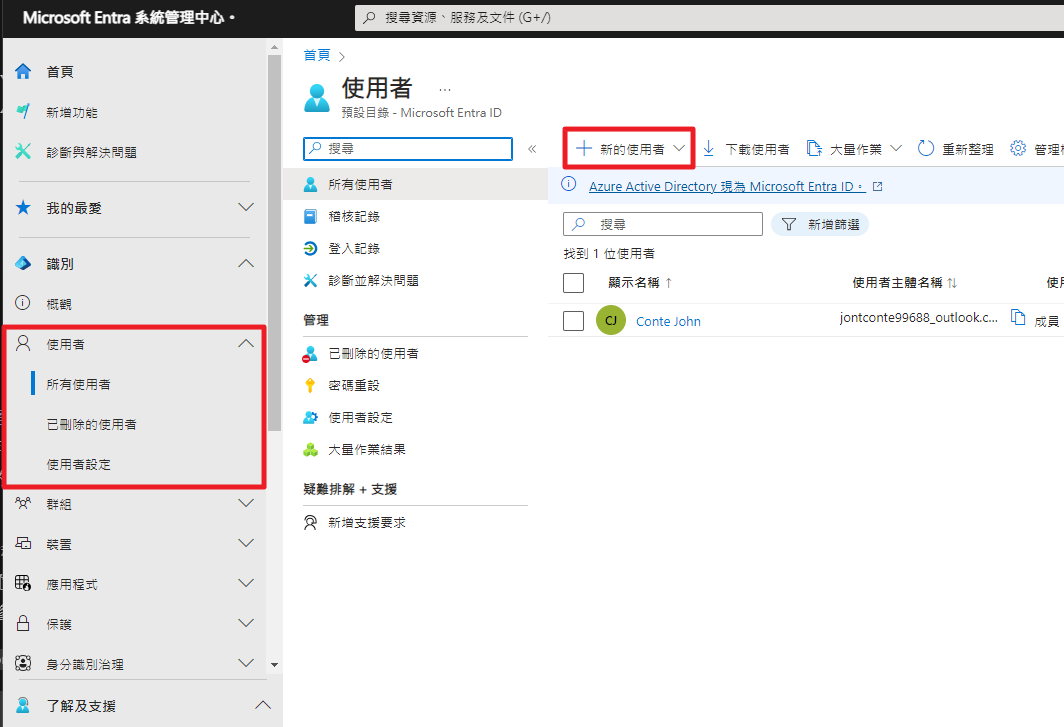 Microsoft Entra 系統管理中心 •
搜尋資源、服務及文件 (G+/)
首頁
新增功能
診斷與解決問題
我的最愛
識別
概觀
使用者
所有使用者
已刪除的使用者
使用者設定
群組
裝置
應用程式
保護
身分識別治理
了解及支援
首頁 >
使用者 ...
預設目錄 - Microsoft Entra ID
搜尋 «
所有使用者
稽核記錄
登入記錄
診斷並解決問題
管理
已刪除的使用者
密碼重設
使用者設定
大量作業結果
疑難排解 + 支援
新增支援要求
新的使用者 下載使用者 大量作業 重新整理 管理
Azure Active Directory 現為 Microsoft Entra ID。
搜尋 新增篩選
找到 1 位使用者
顯示名稱 ↑ 使用者主體名稱 ↑↓ 使
CJ Conte John jontconte99688_outlook.c... 成員